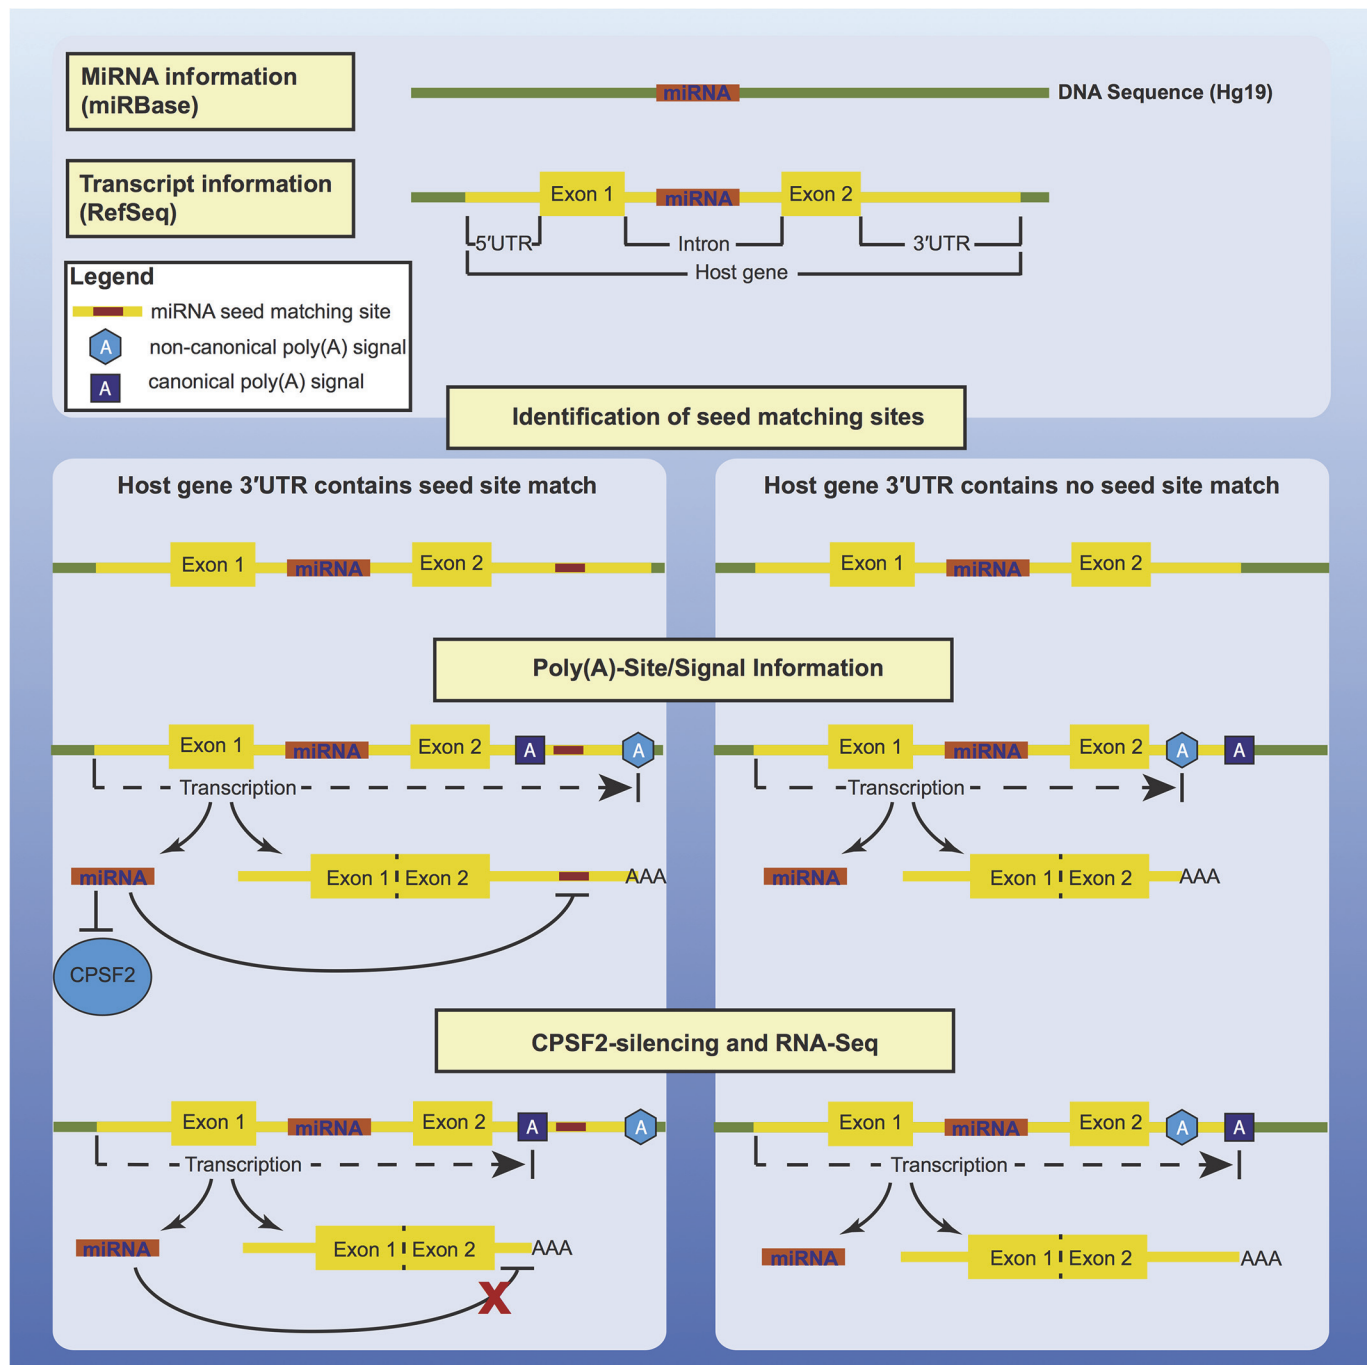 MiRNA information
(miRBase)
miRNA
DNA Sequence (Hg19)
Transcript information
(RefSeq)
Exon 1
miRNA
Exon 2
5′UTR
Intron
3′UTR
Host gene
Legend
miRNA seed matching site
A
non-canonical poly(A) signal
A
canonical poly(A) signal
Identification of seed matching sites
Host gene 3′UTR contains seed site match
Exon 1
miRNA
Exon 2
Host gene 3′UTR contains no seed site match
Exon 1
miRNA
Exon 2
Poly(A)-Site/Signal Information
Exon 1
miRNA
Exon 2
A
A
Transcription
miRNA
Exon 1
Exon 2
AAA
CPSF2
Exon 1
miRNA
Exon 2
A
A
Transcription
miRNA
Exon 1
Exon 2
AAA
CPSF2-silencing and RNA-Seq
Exon 1
miRNA
Exon 2
A
A
Transcription
miRNA
Exon 1
Exon 2
AAA
X
Exon 1
miRNA
Exon 2
A
A
Transcription
miRNA
Exon 1
Exon 2
AAA